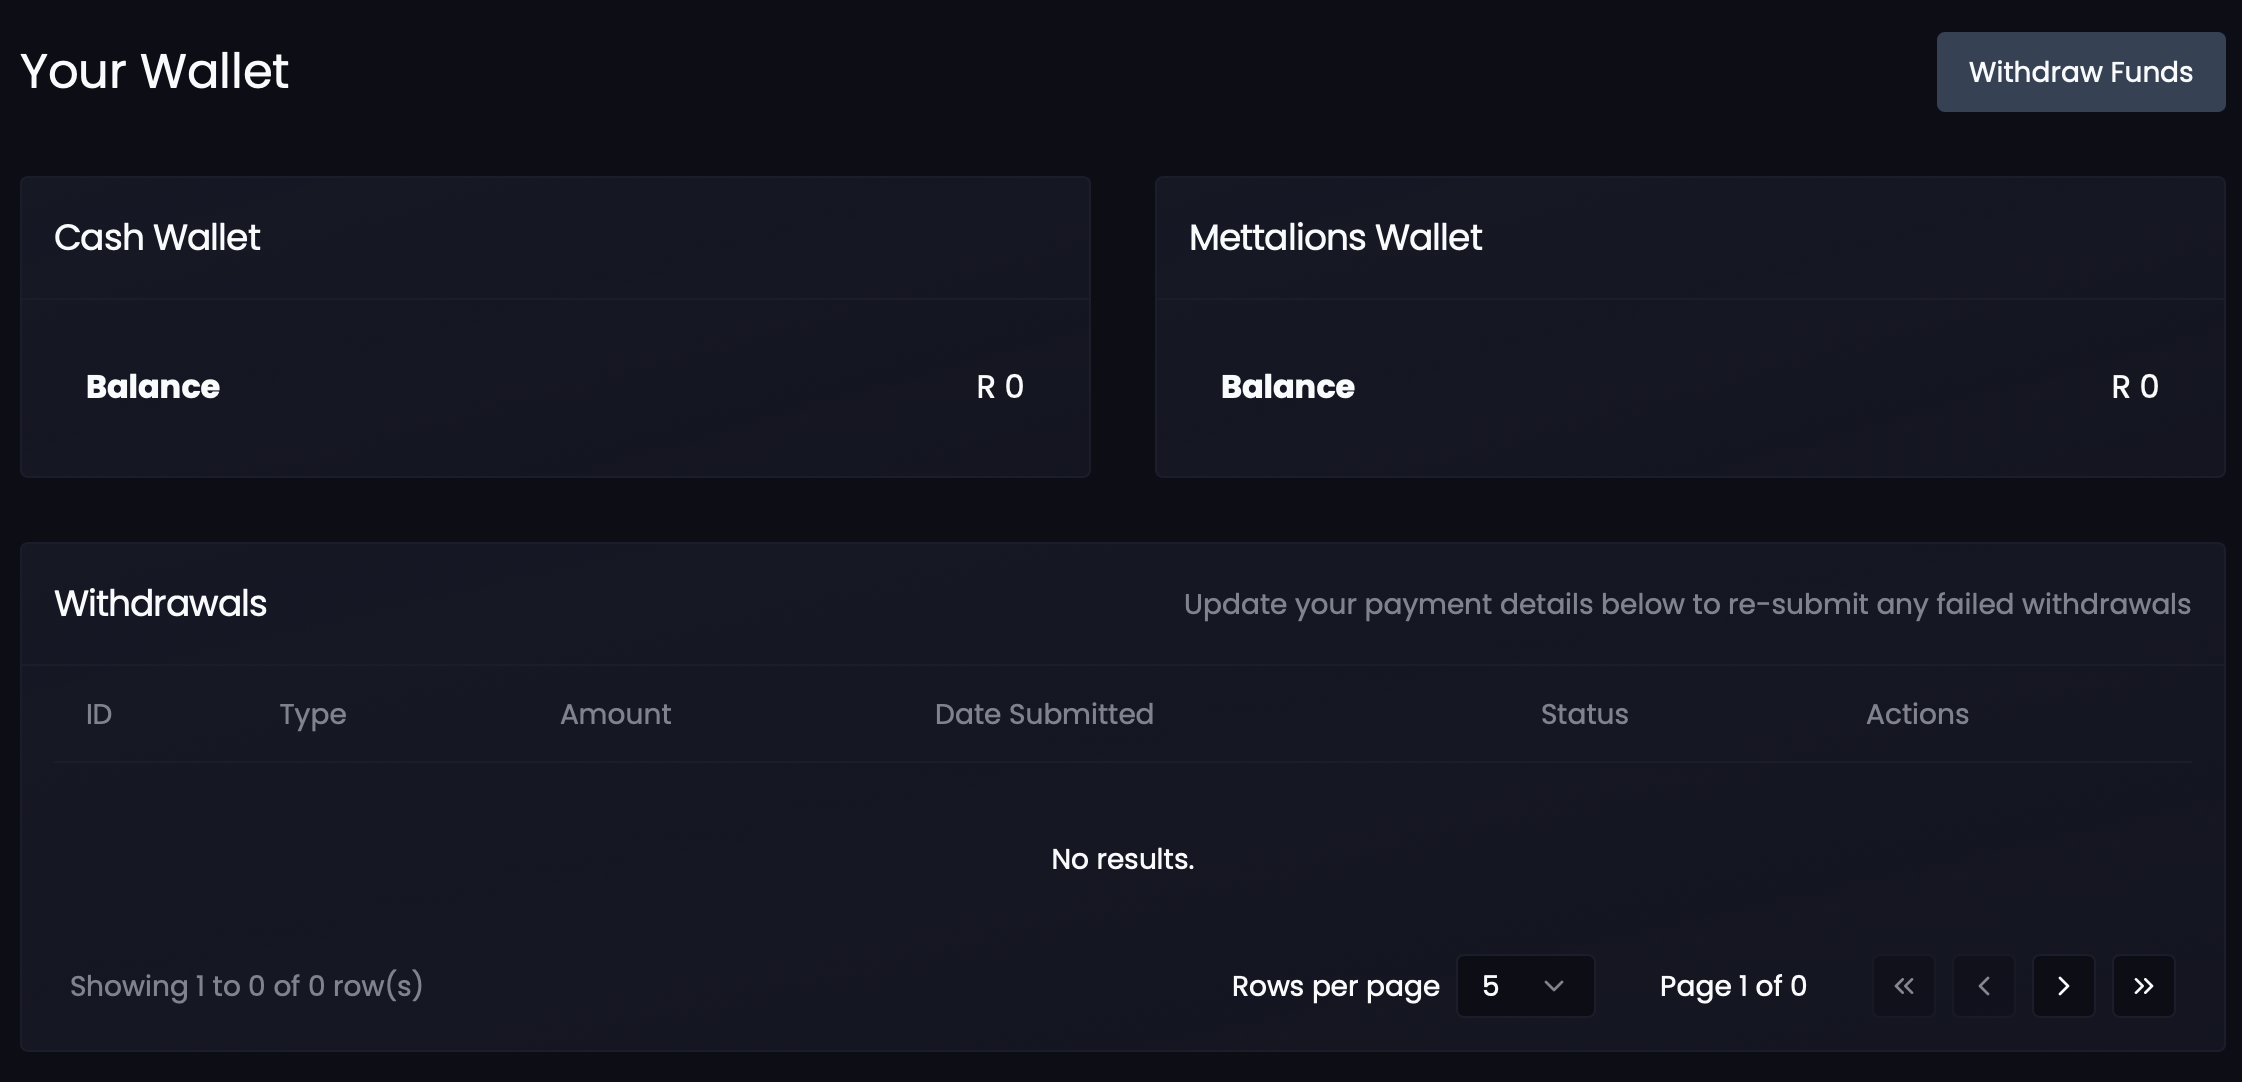 Your Wallet
Withdraw Funds
Cash Wallet
Balance
R 0
Mettalions Wallet
Balance
R 0
Withdrawals
Update your payment details below to re-submit any failed withdrawals
ID Type Amount Date Submitted Status Actions
No results.
Showing 1 to 0 of 0 row(s)
Rows per page 5 Page 1 of 0